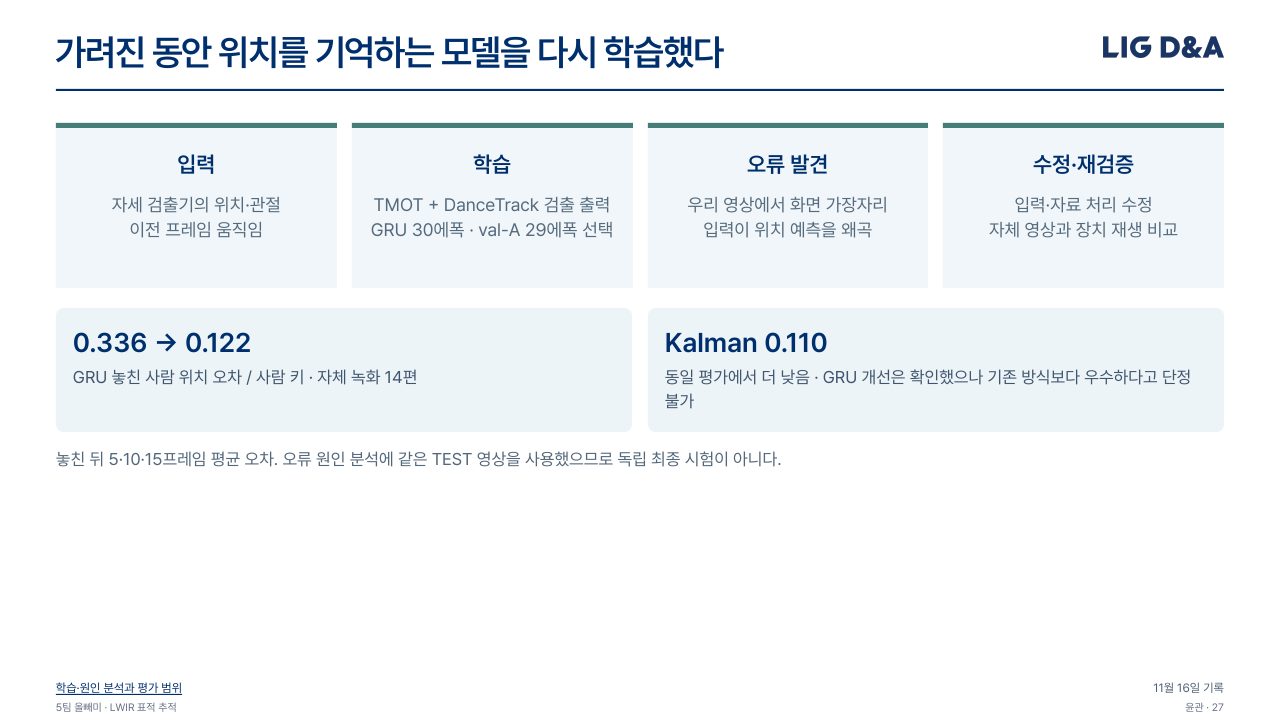 가려진 동안 위치를 기억하는 모델을 다시 학습했다
LIG D&A
입력
자세 검출기의 위치·관절
이전 프레임 움직임
학습
TMOT + DanceTrack 검출 출력
GRU 30에폭 · val-A 29에폭 선택
오류 발견
우리 영상에서 화면 가장자리
입력이 위치 예측을 왜곡
수정·재검증
입력·자료 처리 수정
자체 영상과 장치 재생 비교
0.336 → 0.122
GRU 놓친 사람 위치 오차 / 사람 키 · 자체 녹화 14편
Kalman 0.110
동일 평가에서 더 낮음 · GRU 개선은 확인했으나 기존 방식보다 우수하다고 단정
불가
놓친 뒤 5·10·15프레임 평균 오차. 오류 원인 분석에 같은 TEST 영상을 사용했으므로 독립 최종 시험이 아니다.
학습·원인 분석과 평가 범위
5팀 올빼미 · LWIR 표적 추적
11월 16일 기록
윤관 · 27